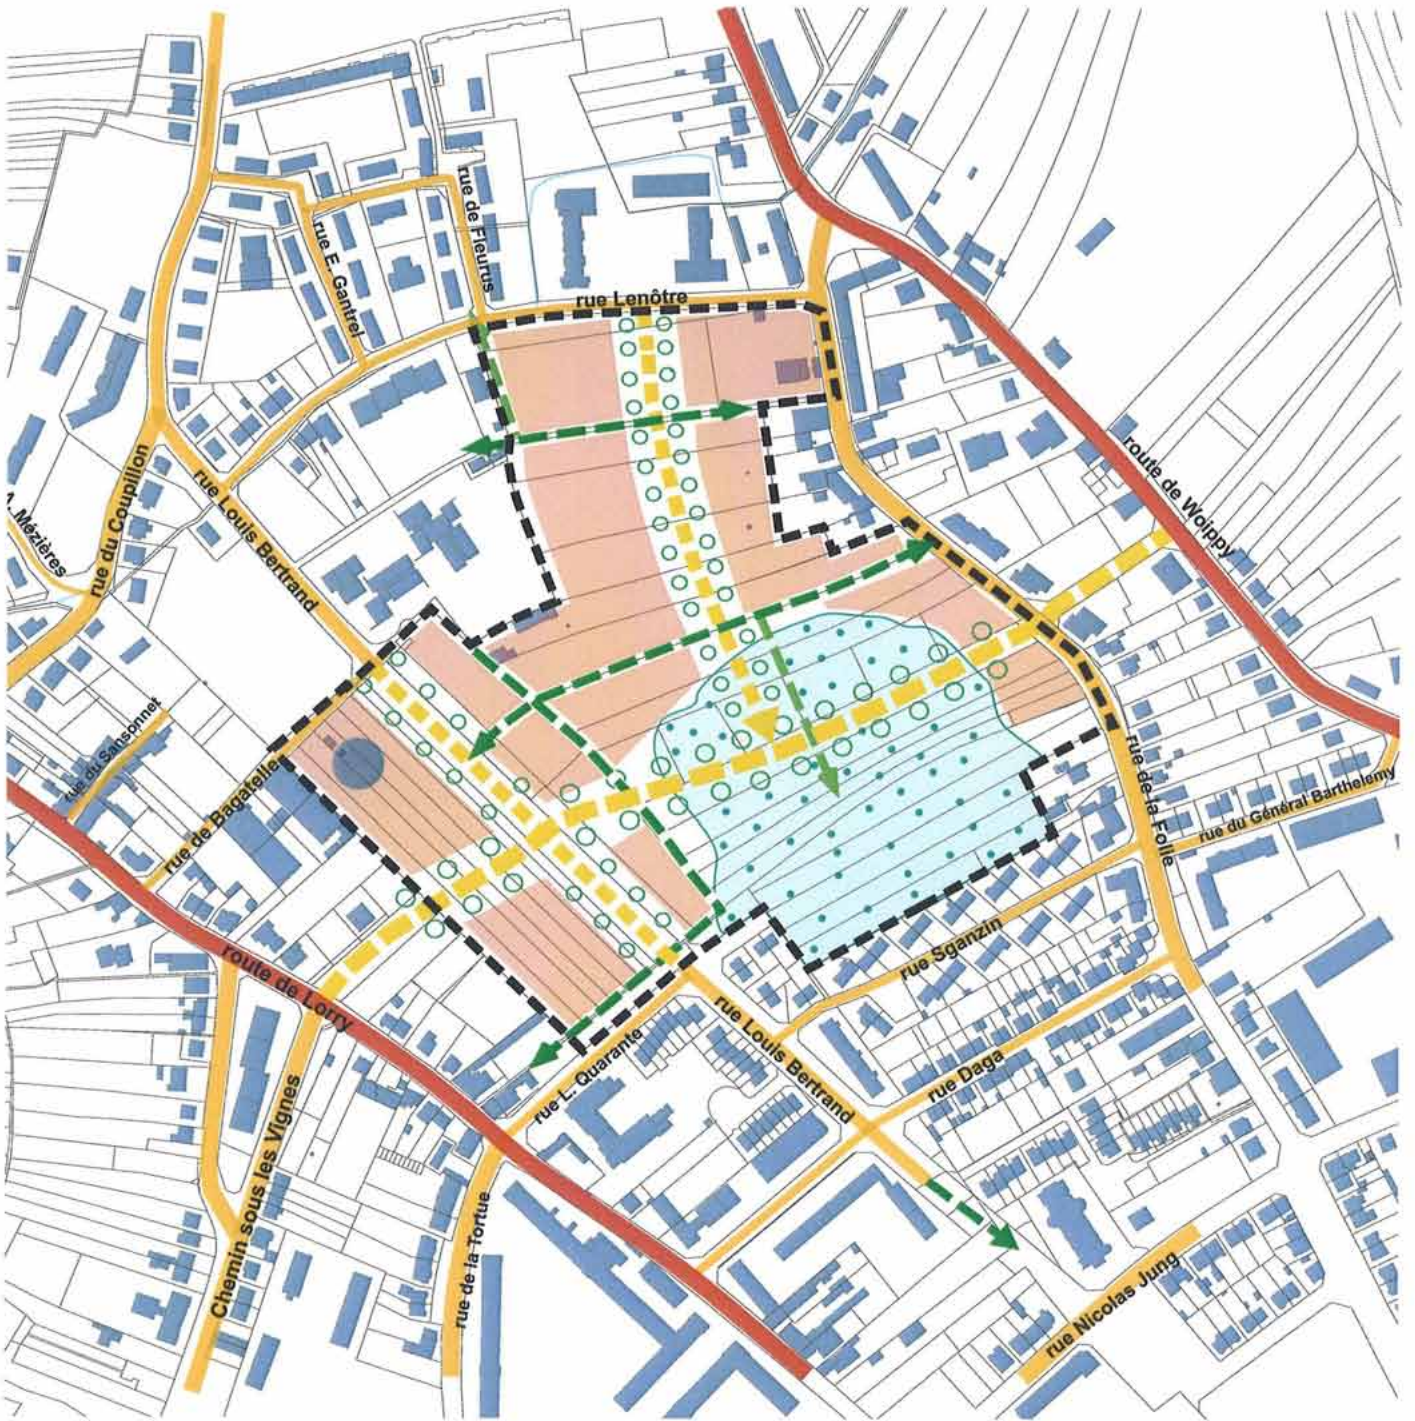 rue de Fleurus
rue E. Gantrel
rue Lenôtre
route de Woippy
rue du Coupillon
rue Louis Bertrand
Mézières
rue du Sansonnet
rue de Bagatelle
rue de la Folie
rue du Général Barthelemy
route de Lorry
rue Sganzin
rue Louis Bertrand
rue L. Quarante
rue Daga
Chemin sous les Vignes
rue de la Tortue
rue Nicolas Jung